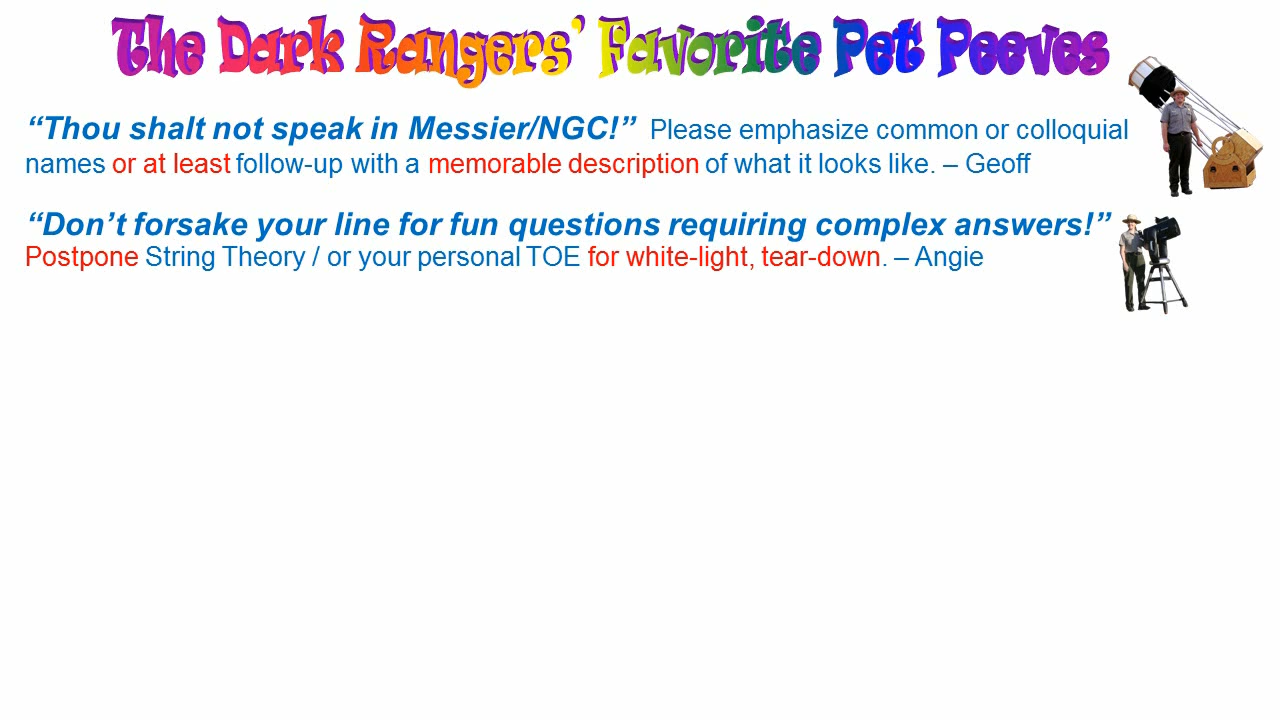 The Dark Rangers’ Favorite Pet Peeves
“Thou shalt not speak in Messier/NGC!” Please emphasize common or colloquial
names or at least follow-up with a memorable description of what it looks like. – Geoff
“Don’t forsake your line for fun questions requiring complex answers!”
Postpone String Theory / or your personal TOE for white-light, tear-down. – Angie